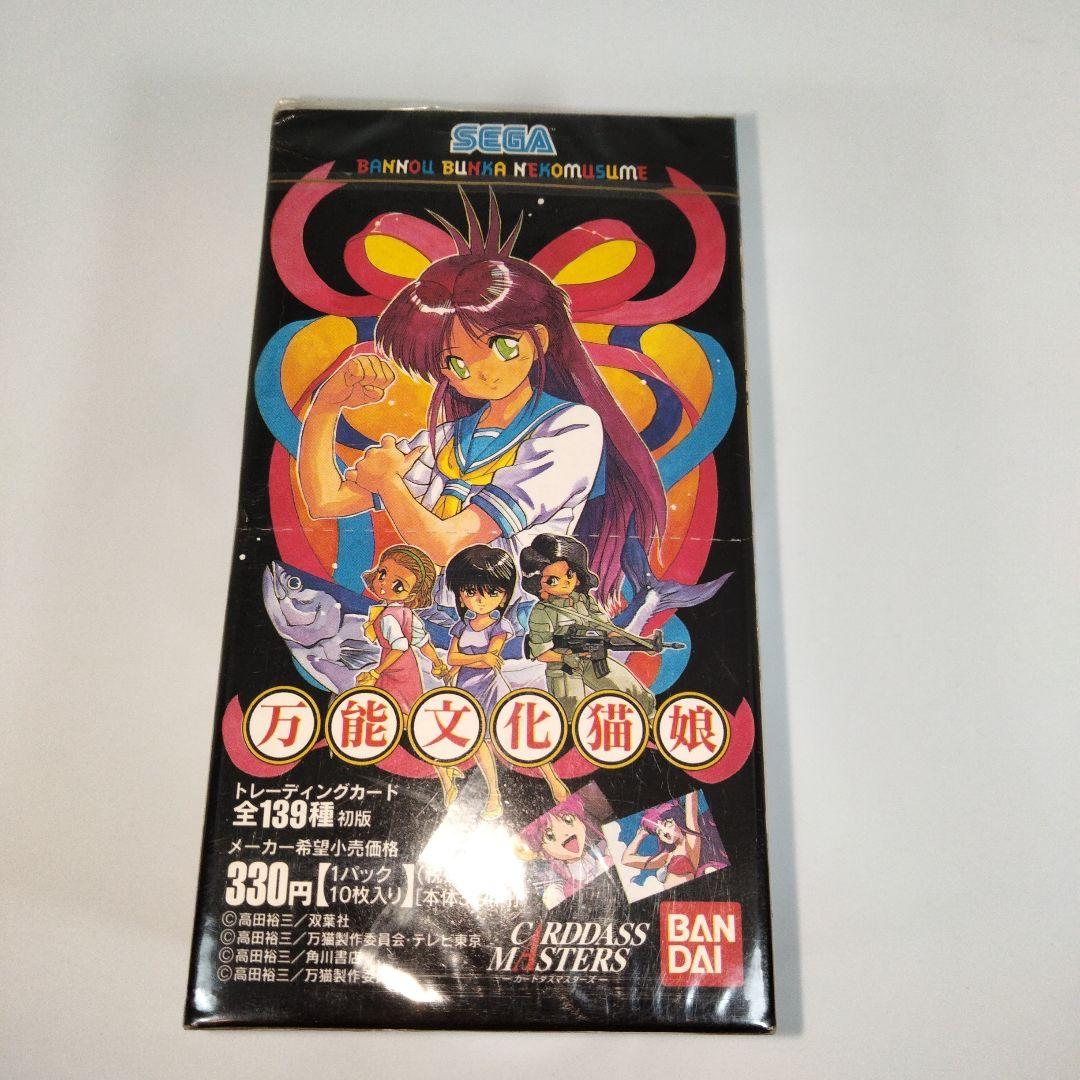 SEGA
BANNOU BUNKA NEKOMUSUME
万能文化猫娘
トレーディングカード
全139種 初版
メーカー希望小売価格
330円【1パック 10枚入り】
[本体
©高田裕三／双葉社
©高田裕三／万猫製作委員会・テレビ東京
©高田裕三／角川書店
©高田裕三／万猫製作委
CARDDASS
MASTERS
カードダスマスターズ
BAN
DAI